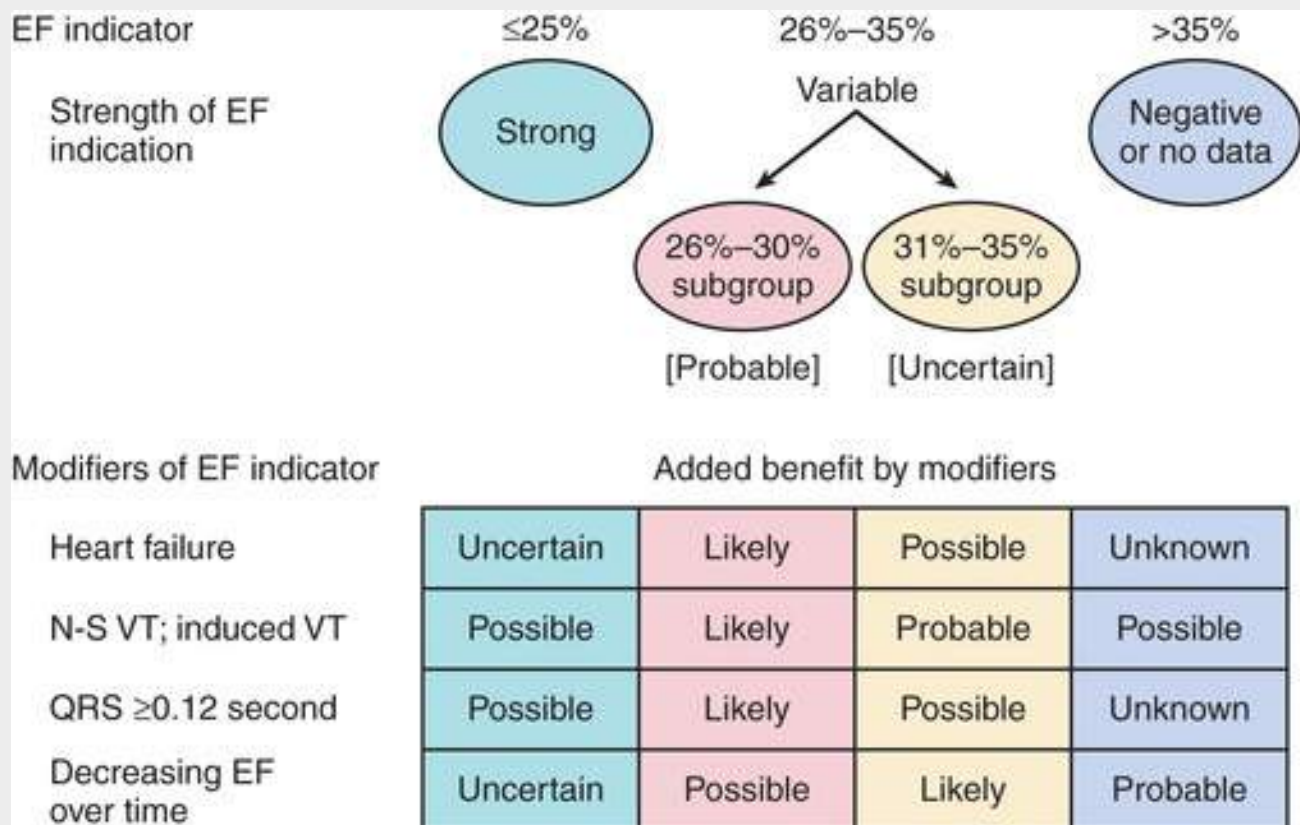 EF indicator ≤25% 26%–35% >35%
Strength of EF
indication
Strong
Variable
Negative
or no data
26%–30%
subgroup
31%–35%
subgroup
[Probable] [Uncertain]
Modifiers of EF indicator Added benefit by modifiers
Heart failure Uncertain Likely Possible Unknown
N-S VT; induced VT Possible Likely Probable Possible
QRS ≥0.12 second Possible Likely Possible Unknown
Decreasing EF
over time
Uncertain Possible Likely Probable